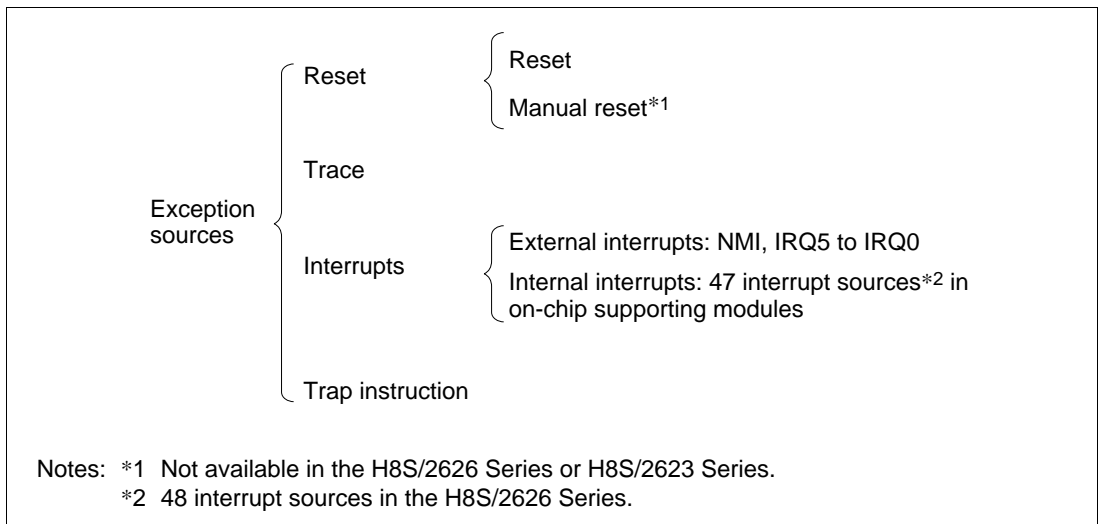 Reset
Reset
Manual reset*1
Trace
Exception
sources
Interrupts
External interrupts: NMI, IRQ5 to IRQ0
Internal interrupts: 47 interrupt sources*2 in
on-chip supporting modules
Trap instruction
Notes: *1 Not available in the H8S/2626 Series or H8S/2623 Series.
*2 48 interrupt sources in the H8S/2626 Series.